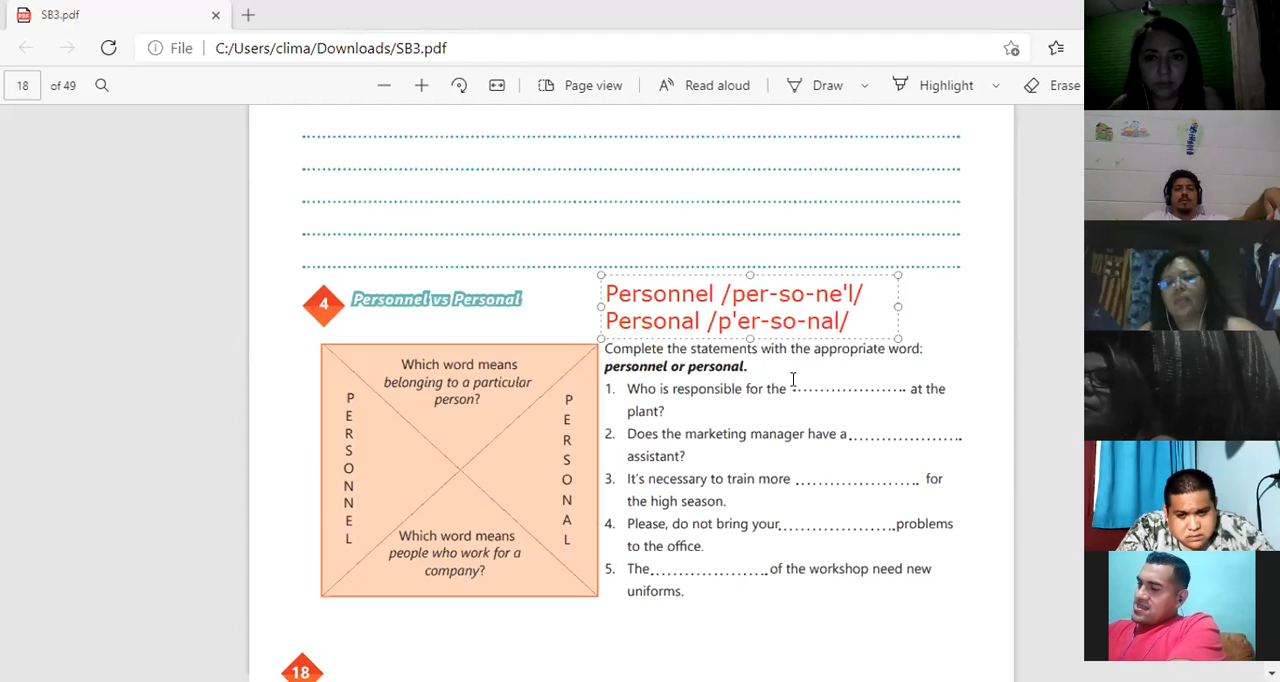 SB3.pdf
File
C:/Users/clima/Downloads/SB3.pdf
18 of 49
Page view
Read aloud
Draw
Highlight
Erase
4
Personnel vs Personal
Personnel /per-so-ne'l/
Personal /p'er-so-nal/
Which word means
belonging to a particular
person?
PERSONNEL
PERSONAL
Which word means
people who work for a
company?
Complete the statements with the appropriate word:
personnel or personal.
1. Who is responsible for the .................... at the
plant?
2. Does the marketing manager have a ....................
assistant?
3. It's necessary to train more .................... for
the high season.
4. Please, do not bring your .................... problems
to the office.
5. The .................... of the workshop need new
uniforms.
18